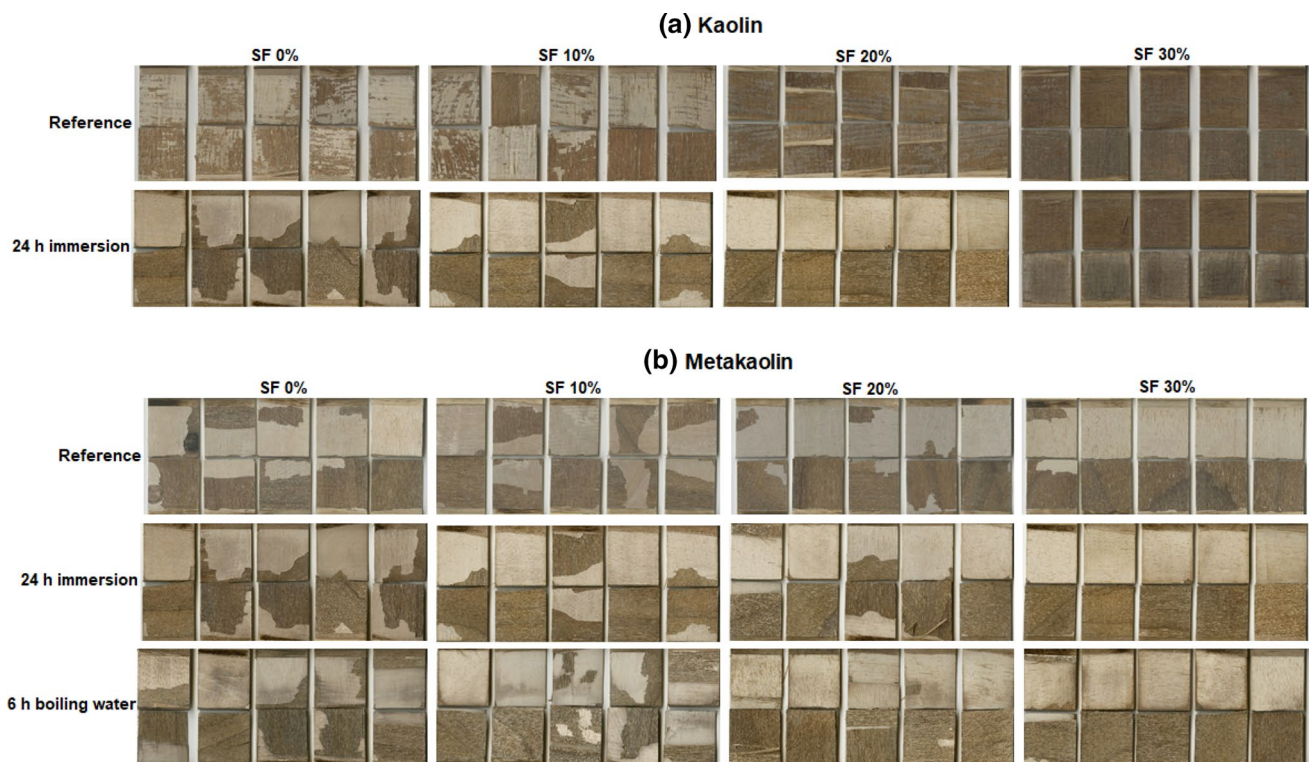 (a) Kaolin
SF 0% SF 10% SF 20% SF 30%
Reference
24 h immersion
(b) Metakaolin
SF 0% SF 10% SF 20% SF 30%
Reference
24 h immersion
6 h boiling water